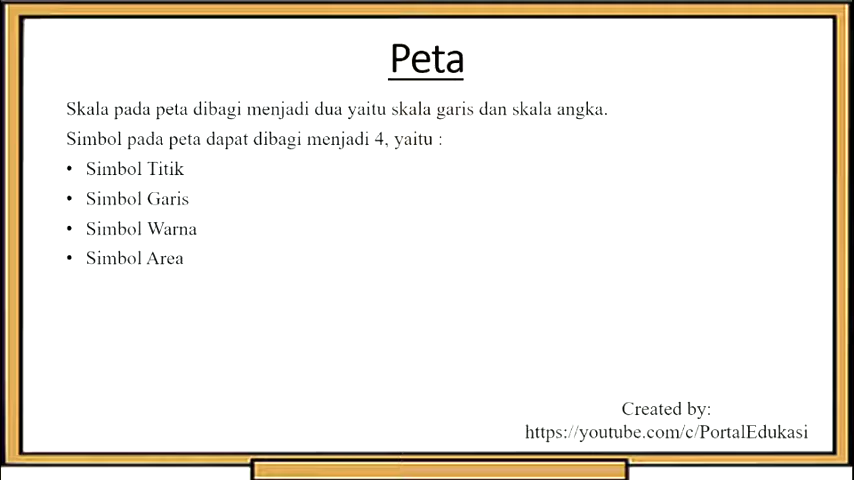 Peta
Skala pada peta dibagi menjadi dua yaitu skala garis dan skala angka.
Simbol pada peta dapat dibagi menjadi 4, yaitu :
• Simbol Titik
• Simbol Garis
• Simbol Warna
• Simbol Area
Created by:
https://youtube.com/c/PortalEdukasi